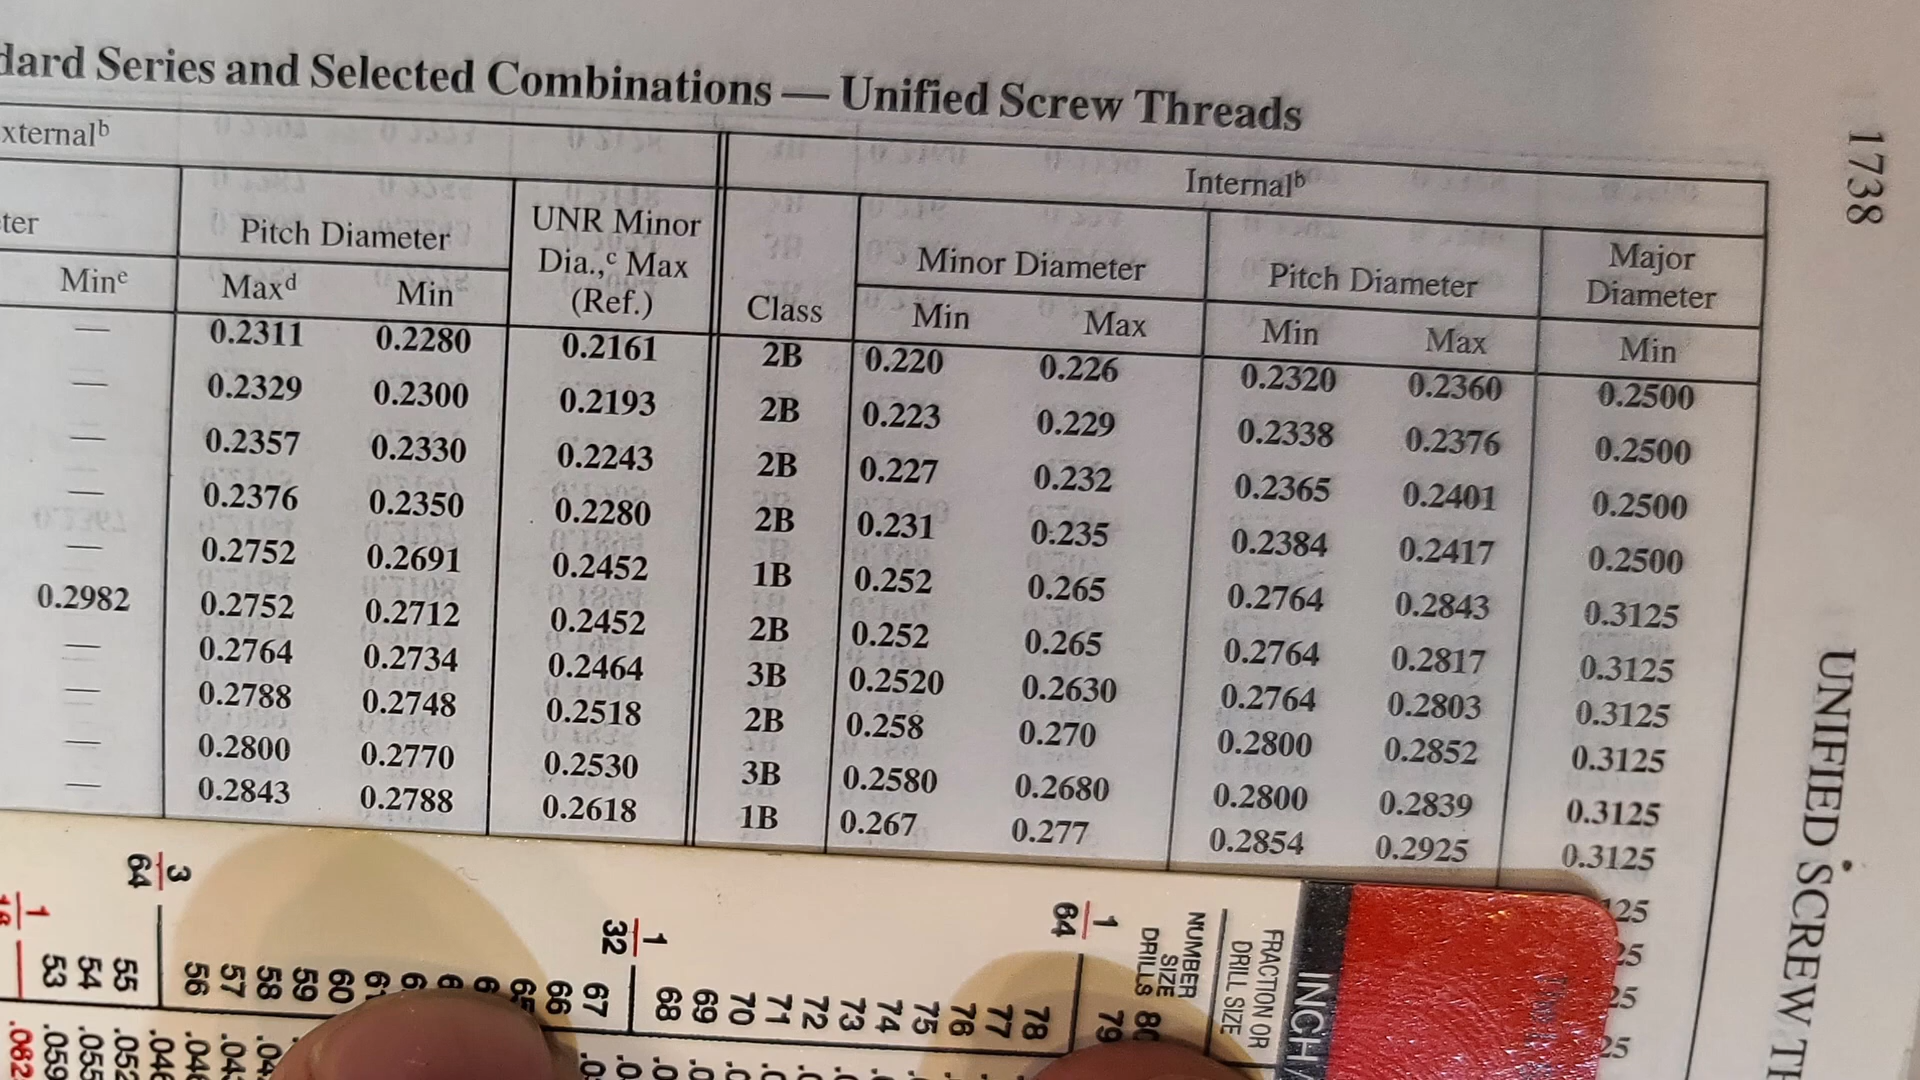 dard Series and Selected Combinations — Unified Screw Threads
xternalᵇ
Internalᵇ
ter
Pitch Diameter
UNR Minor
Dia.,ᶜ Max
(Ref.)
Class
Minor Diameter
Pitch Diameter
Major
Diameter
Minᵉ
Maxᵈ Min
Min Max
Min Max
Min
— 0.2311 0.2280 0.2161 2B 0.220 0.226 0.2320 0.2360 0.2500
— 0.2329 0.2300 0.2193 2B 0.223 0.229 0.2338 0.2376 0.2500
— 0.2357 0.2330 0.2243 2B 0.227 0.232 0.2365 0.2401 0.2500
— 0.2376 0.2350 0.2280 2B 0.231 0.235 0.2384 0.2417 0.2500
— 0.2752 0.2691 0.2452 1B 0.252 0.265 0.2764 0.2843 0.3125
0.2982 0.2752 0.2712 0.2452 2B 0.252 0.265 0.2764 0.2817 0.3125
— 0.2764 0.2734 0.2464 3B 0.2520 0.2630 0.2764 0.2803 0.3125
— 0.2788 0.2748 0.2518 2B 0.258 0.270 0.2800 0.2852 0.3125
— 0.2800 0.2770 0.2530 3B 0.2580 0.2680 0.2800 0.2839 0.3125
— 0.2843 0.2788 0.2618 1B 0.267 0.277 0.2854 0.2925 0.3125
125
25
25
25
1738
UNIFIED SCREW TH
INCH
FRACTION OR
DRILL SIZE
NUMBER
SIZE
DRILLS
79
1/64
78
77
76
75
74
73
72
71
70
69
68
1/32
67
66
65
60
59
58
57
56
3/64
55 .052
54 .055
53 .059
.062